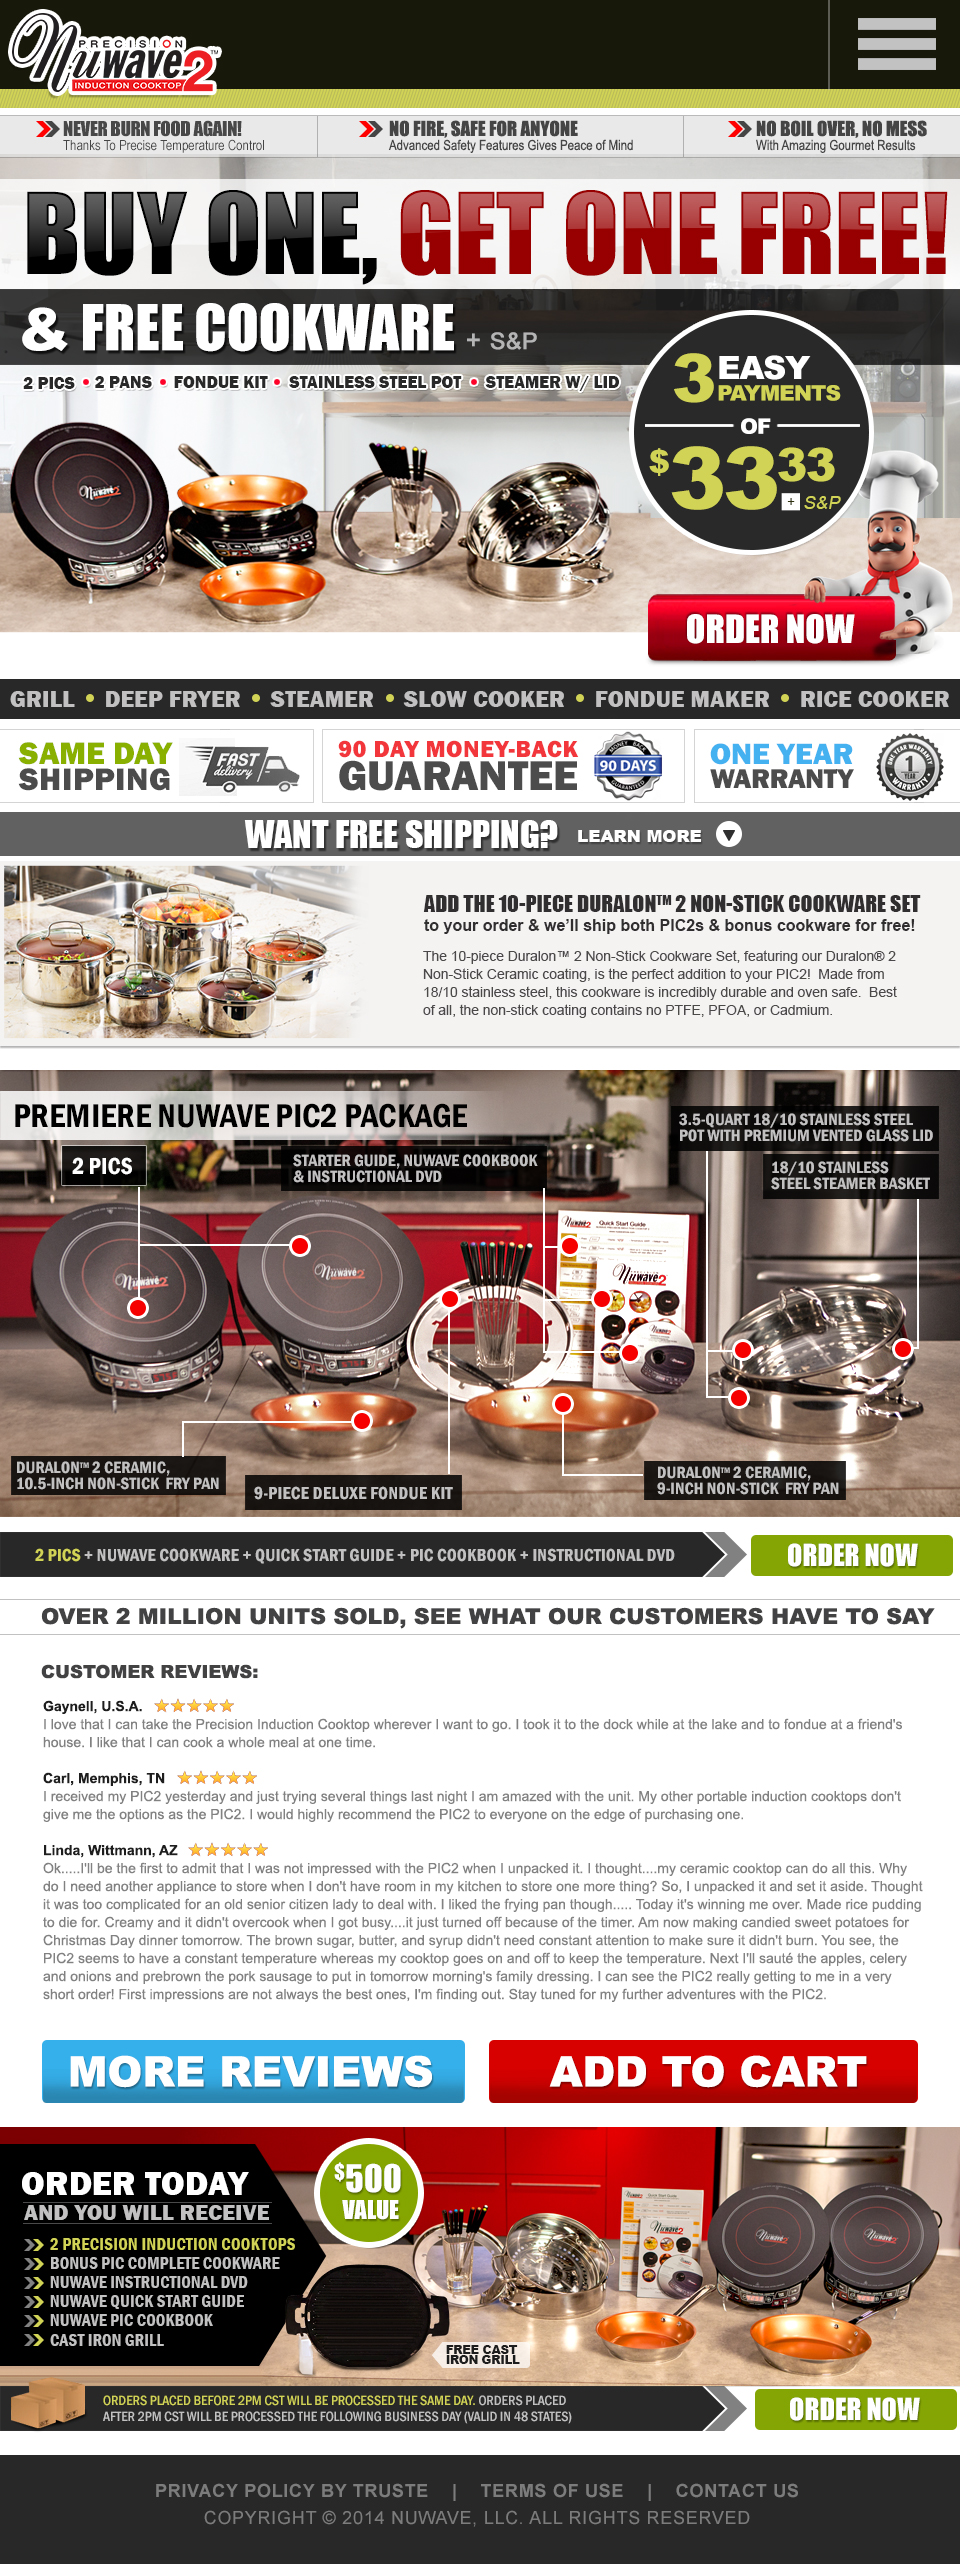 PRECISION
Nuwave2™
INDUCTION COOKTOP
NEVER BURN FOOD AGAIN!
Thanks To Precise Temperature Control
NO FIRE, SAFE FOR ANYONE
Advanced Safety Features Gives Peace of Mind
NO BOIL OVER, NO MESS
With Amazing Gourmet Results
BUY ONE, GET ONE FREE!
& FREE COOKWARE + S&P
2 PICS • 2 PANS • FONDUE KIT • STAINLESS STEEL POT • STEAMER W/ LID
3 EASY
PAYMENTS
OF
$33 33
+ S&P
Nuwave2
ORDER NOW
GRILL • DEEP FRYER • STEAMER • SLOW COOKER • FONDUE MAKER • RICE COOKER
SAME DAY
SHIPPING
FAST
delivery
90 DAY MONEY-BACK
GUARANTEE
MONEY BACK
90 DAYS
GUARANTEE
ONE YEAR
WARRANTY
ONE YEAR WARRANTY
1
YEAR
WARRANTY
WANT FREE SHIPPING? LEARN MORE
ADD THE 10-PIECE DURALON™ 2 NON-STICK COOKWARE SET
to your order & we'll ship both PIC2s & bonus cookware for free!
The 10-piece Duralon™ 2 Non-Stick Cookware Set, featuring our Duralon® 2
Non-Stick Ceramic coating, is the perfect addition to your PIC2! Made from
18/10 stainless steel, this cookware is incredibly durable and oven safe. Best
of all, the non-stick coating contains no PTFE, PFOA, or Cadmium.
PREMIERE NUWAVE PIC2 PACKAGE
3.5-QUART 18/10 STAINLESS STEEL
POT WITH PREMIUM VENTED GLASS LID
2 PICS
STARTER GUIDE, NUWAVE COOKBOOK
& INSTRUCTIONAL DVD
18/10 STAINLESS
STEEL STEAMER BASKET
Nuwave2
Quick Start Guide
Nuwave2
Nuwave2
Nuwave2
DURALON™ 2 CERAMIC,
10.5-INCH NON-STICK FRY PAN
9-PIECE DELUXE FONDUE KIT
DURALON™ 2 CERAMIC,
9-INCH NON-STICK FRY PAN
2 PICS + NUWAVE COOKWARE + QUICK START GUIDE + PIC COOKBOOK + INSTRUCTIONAL DVD
ORDER NOW
OVER 2 MILLION UNITS SOLD, SEE WHAT OUR CUSTOMERS HAVE TO SAY
CUSTOMER REVIEWS:
Gaynell, U.S.A.
I love that I can take the Precision Induction Cooktop wherever I want to go. I took it to the dock while at the lake and to fondue at a friend's
house. I like that I can cook a whole meal at one time.
Carl, Memphis, TN
I received my PIC2 yesterday and just trying several things last night I am amazed with the unit. My other portable induction cooktops don't
give me the options as the PIC2. I would highly recommend the PIC2 to everyone on the edge of purchasing one.
Linda, Wittmann, AZ
Ok.....I'll be the first to admit that I was not impressed with the PIC2 when I unpacked it. I thought....my ceramic cooktop can do all this. Why
do I need another appliance to store when I don't have room in my kitchen to store one more thing? So, I unpacked it and set it aside. Thought
it was too complicated for an old senior citizen lady to deal with. I liked the frying pan though..... Today it's winning me over. Made rice pudding
to die for. Creamy and it didn't overcook when I got busy....it just turned off because of the timer. Am now making candied sweet potatoes for
Christmas Day dinner tomorrow. The brown sugar, butter, and syrup didn't need constant attention to make sure it didn't burn. You see, the
PIC2 seems to have a constant temperature whereas my cooktop goes on and off to keep the temperature. Next I'll sauté the apples, celery
and onions and prebrown the pork sausage to put in tomorrow morning's family dressing. I can see the PIC2 really getting to me in a very
short order! First impressions are not always the best ones, I'm finding out. Stay tuned for my further adventures with the PIC2.
MORE REVIEWS
ADD TO CART
ORDER TODAY
AND YOU WILL RECEIVE
2 PRECISION INDUCTION COOKTOPS
BONUS PIC COMPLETE COOKWARE
NUWAVE INSTRUCTIONAL DVD
NUWAVE QUICK START GUIDE
NUWAVE PIC COOKBOOK
CAST IRON GRILL
$500
VALUE
Nuwave2
Nuwave2
Nuwave2
FREE CAST
IRON GRILL
ORDERS PLACED BEFORE 2PM CST WILL BE PROCESSED THE SAME DAY. ORDERS PLACED
AFTER 2PM CST WILL BE PROCESSED THE FOLLOWING BUSINESS DAY (VALID IN 48 STATES)
ORDER NOW
PRIVACY POLICY BY TRUSTE | TERMS OF USE | CONTACT US
COPYRIGHT © 2014 NUWAVE, LLC. ALL RIGHTS RESERVED